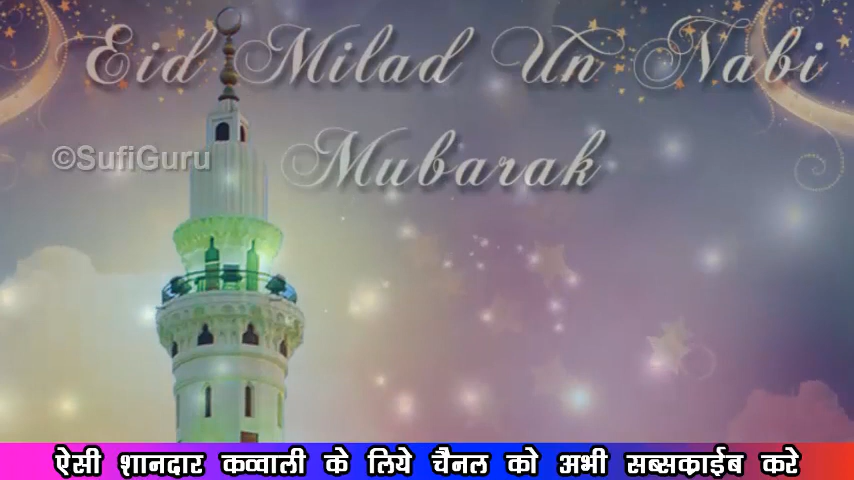 Eid Milad Un Nabi
Mubarak
©SufiGuru
ऐसी शानदार कव्वाली के लिये चैनल को अभी सब्सक्राईब करे